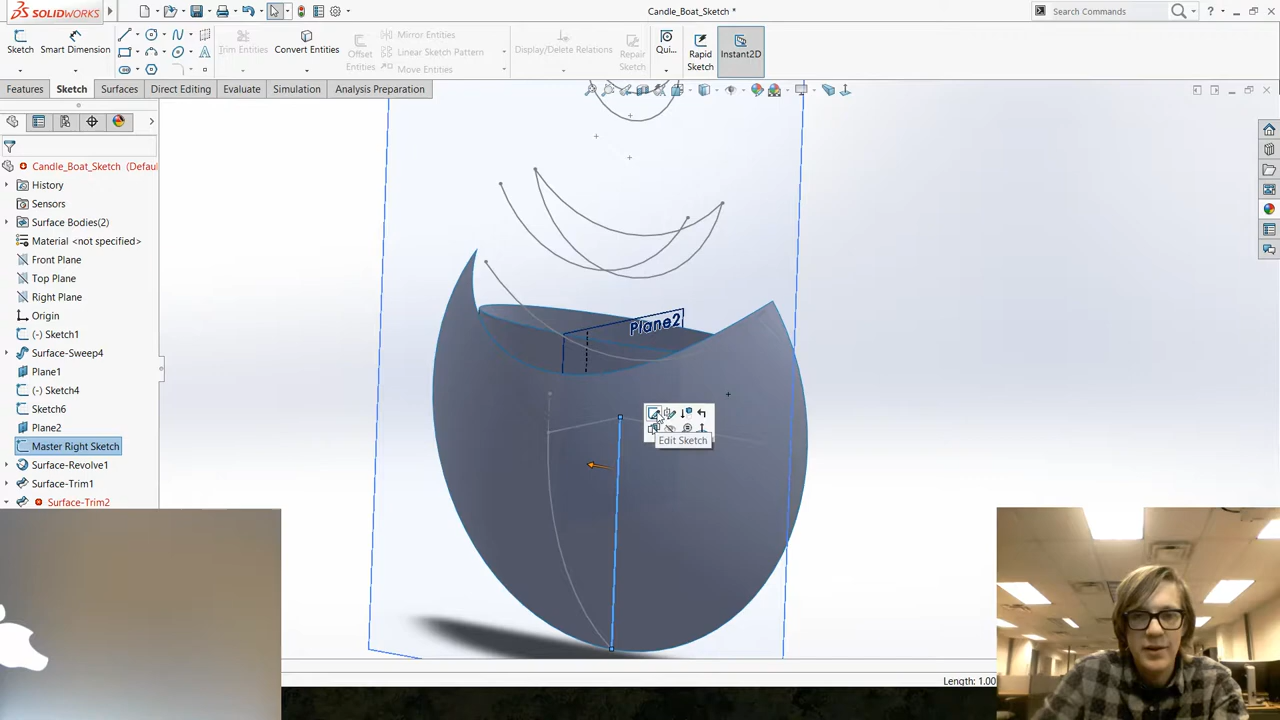 SOLIDWORKS
Candle_Boat_Sketch *
Search Commands
?
Sketch
Smart Dimension
Trim Entities
Convert Entities
Offset Entities
Mirror Entities
Linear Sketch Pattern
Move Entities
Display/Delete Relations
Repair Sketch
Qui...
Rapid Sketch
Instant2D
Features
Sketch
Surfaces
Direct Editing
Evaluate
Simulation
Analysis Preparation
Candle_Boat_Sketch (Defau
History
Sensors
Surface Bodies(2)
Material <not specified>
Front Plane
Top Plane
Right Plane
Origin
(-) Sketch1
Surface-Sweep4
Plane1
(-) Sketch4
Sketch6
Plane2
Master Right Sketch
Surface-Revolve1
Surface-Trim1
Surface-Trim2
Plane2
Edit Sketch
Length: 1.00